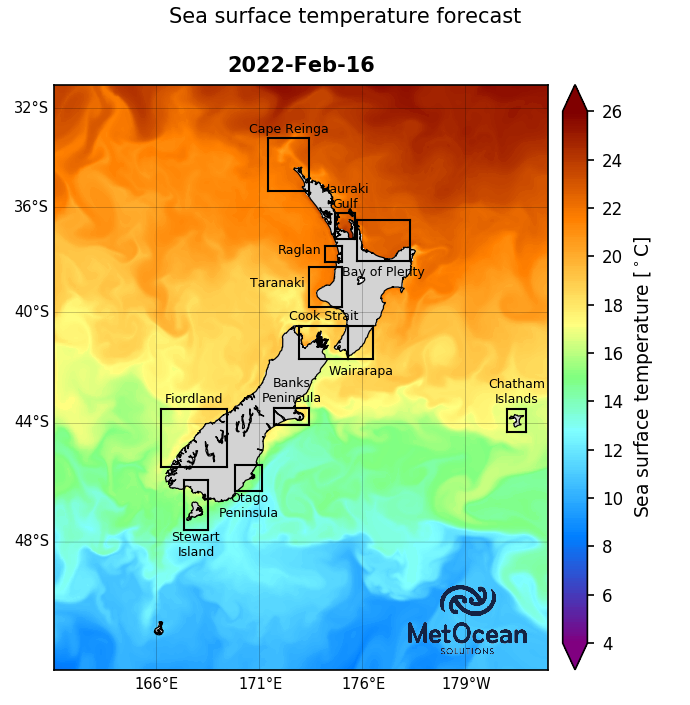 Sea surface temperature forecast
2022-Feb-16
32°S
36°S
40°S
44°S
48°S
Cape Reinga
Hauraki
Gulf
Raglan
Bay of Plenty
Taranaki
Cook Strait
Wairarapa
Banks
Peninsula
Fiordland
Chatham
Islands
Otago
Peninsula
Stewart
Island
MetOcean
SOLUTIONS
166°E
171°E
176°E
179°W
26
24
22
20
18
16
14
12
10
8
6
4
Sea surface temperature [°C]